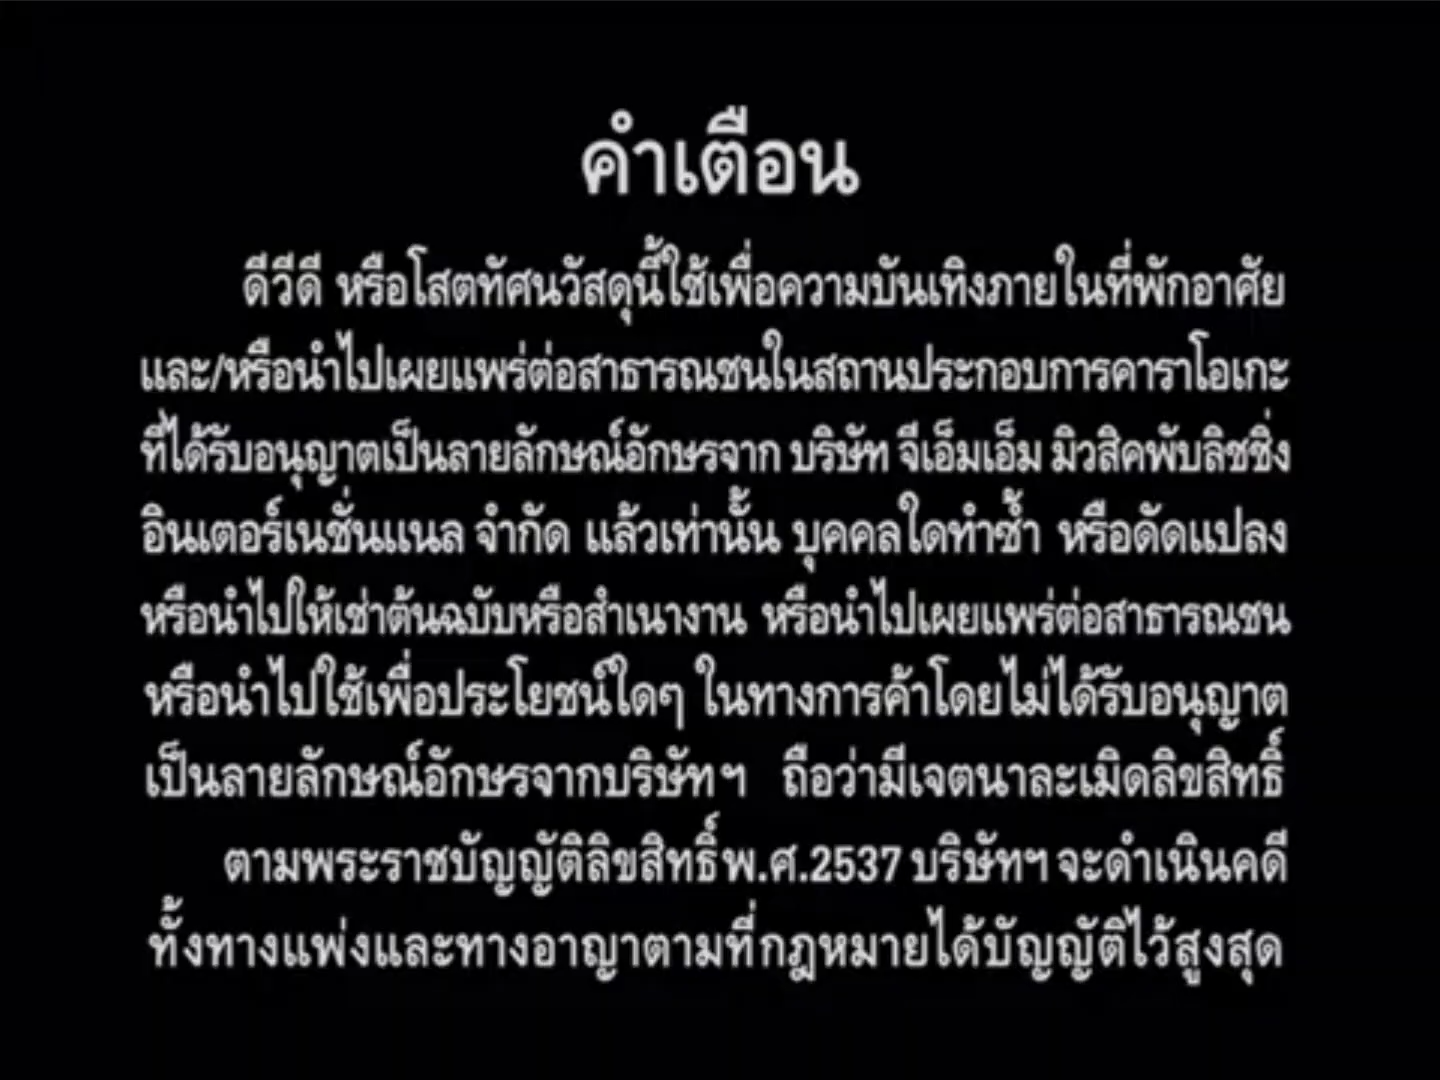 คำเตือน
ดีวีดี หรือโสตทัศนวัสดุนี้ใช้เพื่อความบันเทิงภายในที่พักอาศัย
และ/หรือนำไปเผยแพร่ต่อสาธารณชนในสถานประกอบการคาราโอเกะ
ที่ได้รับอนุญาตเป็นลายลักษณ์อักษรจาก บริษัท จีเอ็มเอ็ม มิวสิคพับลิชชิ่ง
อินเตอร์เนชั่นแนล จำกัด แล้วเท่านั้น บุคคลใดทำซ้ำ หรือดัดแปลง
หรือนำไปให้เช่าต้นฉบับหรือสำเนางาน หรือนำไปเผยแพร่ต่อสาธารณชน
หรือนำไปใช้เพื่อประโยชน์ใดๆ ในทางการค้าโดยไม่ได้รับอนุญาต
เป็นลายลักษณ์อักษรจากบริษัทฯ ถือว่ามีเจตนาละเมิดลิขสิทธิ์
ตามพระราชบัญญัติลิขสิทธิ์ พ.ศ.2537 บริษัทฯ จะดำเนินคดี
ทั้งทางแพ่งและทางอาญาตามที่กฎหมายได้บัญญัติไว้สูงสุด